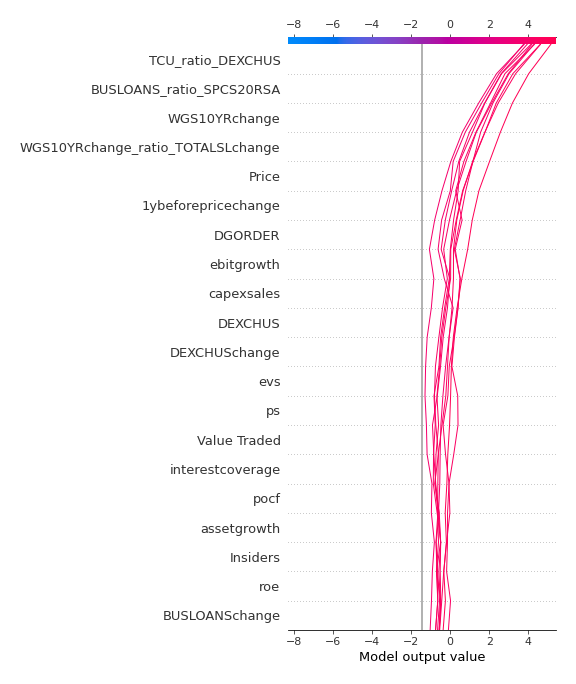 −8 −6 −4 −2 0 2 4
TCU_ratio_DEXCHUS
BUSLOANS_ratio_SPCS20RSA
WGS10YRchange
WGS10YRchange_ratio_TOTALSLchange
Price
1ybeforepricechange
DGORDER
ebitgrowth
capexsales
DEXCHUS
DEXCHUSchange
evs
ps
Value Traded
interestcoverage
pocf
assetgrowth
Insiders
roe
BUSLOANSchange
−8 −6 −4 −2 0 2 4
Model output value